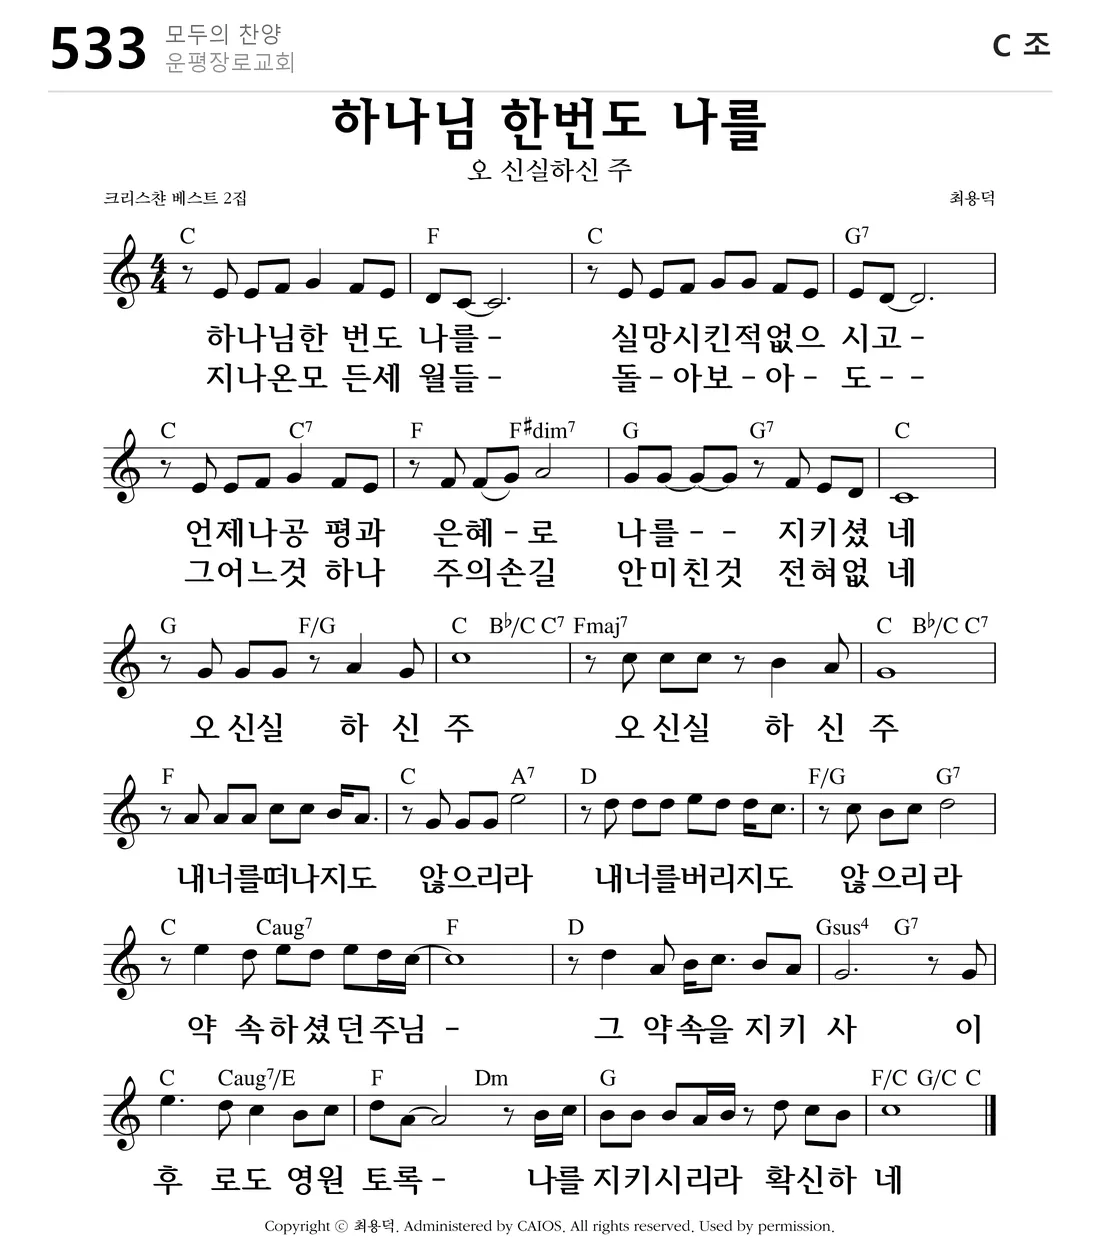 533 모두의 찬양
운평장로교회
C 조
하나님 한번도 나를
오 신실하신 주
크리스챤 베스트 2집 최용덕
C F C G7
하나님한 번도 나를 - 실망시킨적없으 시고 -
지나온모 든세 월들 - 돌 - 아보 - 아 - 도 - -
C C7 F F♯dim7 G G7 C
언제나공 평과 은혜 - 로 나를 - - 지키셨 네
그어느것 하나 주의손길 안미친것 전혀없 네
G F/G C B♭/C C7 Fmaj7 C B♭/C C7
오 신실 하 신 주 오 신실 하 신 주
F C A7 D F/G G7
내너를떠나지도 않으리라 내너를버리지도 않으리라
C Caug7 F D Gsus4 G7
약 속하셨던주님 - 그 약속을 지키 사 이
C Caug7/E F Dm G F/C G/C C
후 로도 영원 토록 - 나를 지키시리라 확신하 네
Copyright ⓒ 최용덕. Administered by CAIOS. All rights reserved. Used by permission.